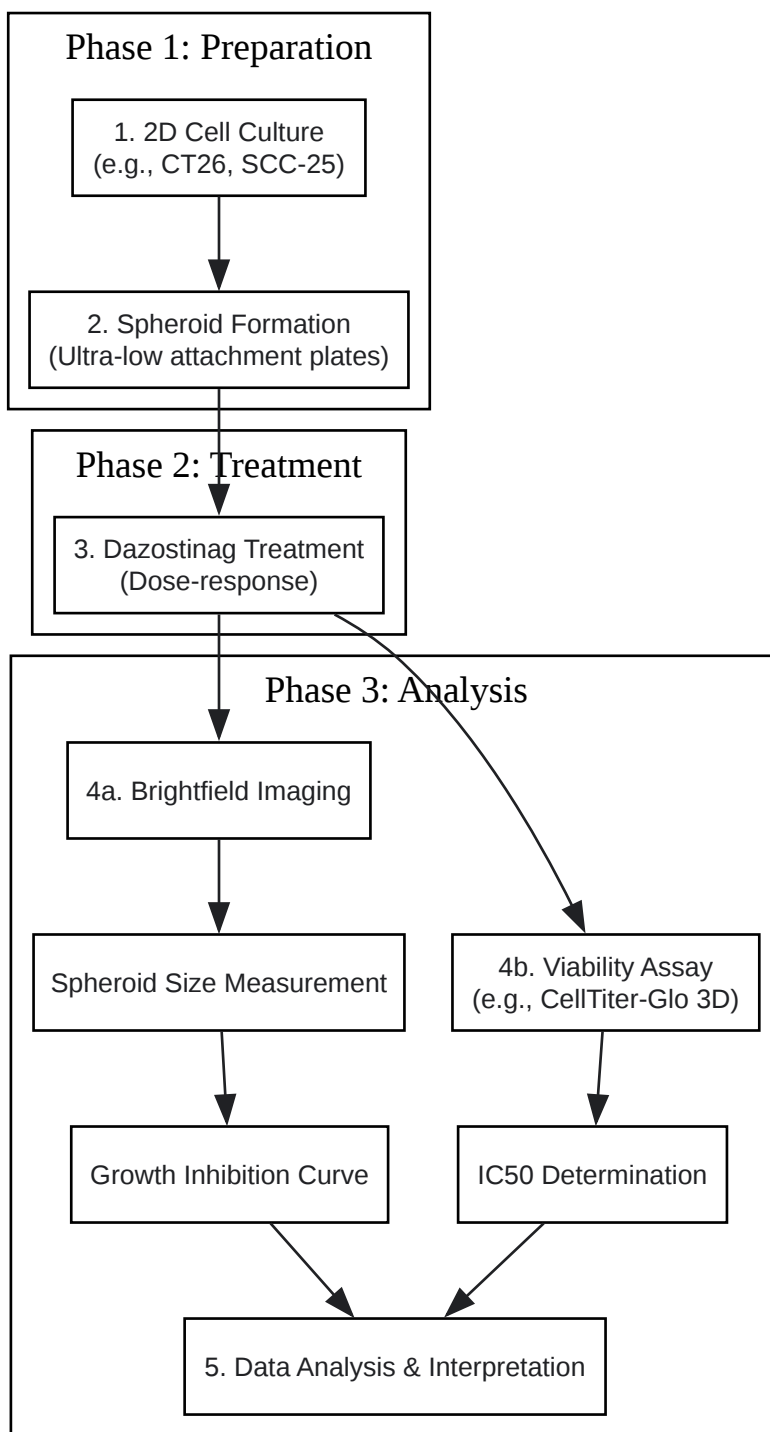 Phase 1: Preparation
1. 2D Cell Culture
(e.g., CT26, SCC-25)
2. Spheroid Formation
(Ultra-low attachment plates)
Phase 2: Treatment
3. Dazostinag Treatment
(Dose-response)
Phase 3: Analysis
4a. Brightfield Imaging
Spheroid Size Measurement
4b. Viability Assay
(e.g., CellTiter-Glo 3D)
Growth Inhibition Curve
IC50 Determination
5. Data Analysis & Interpretation